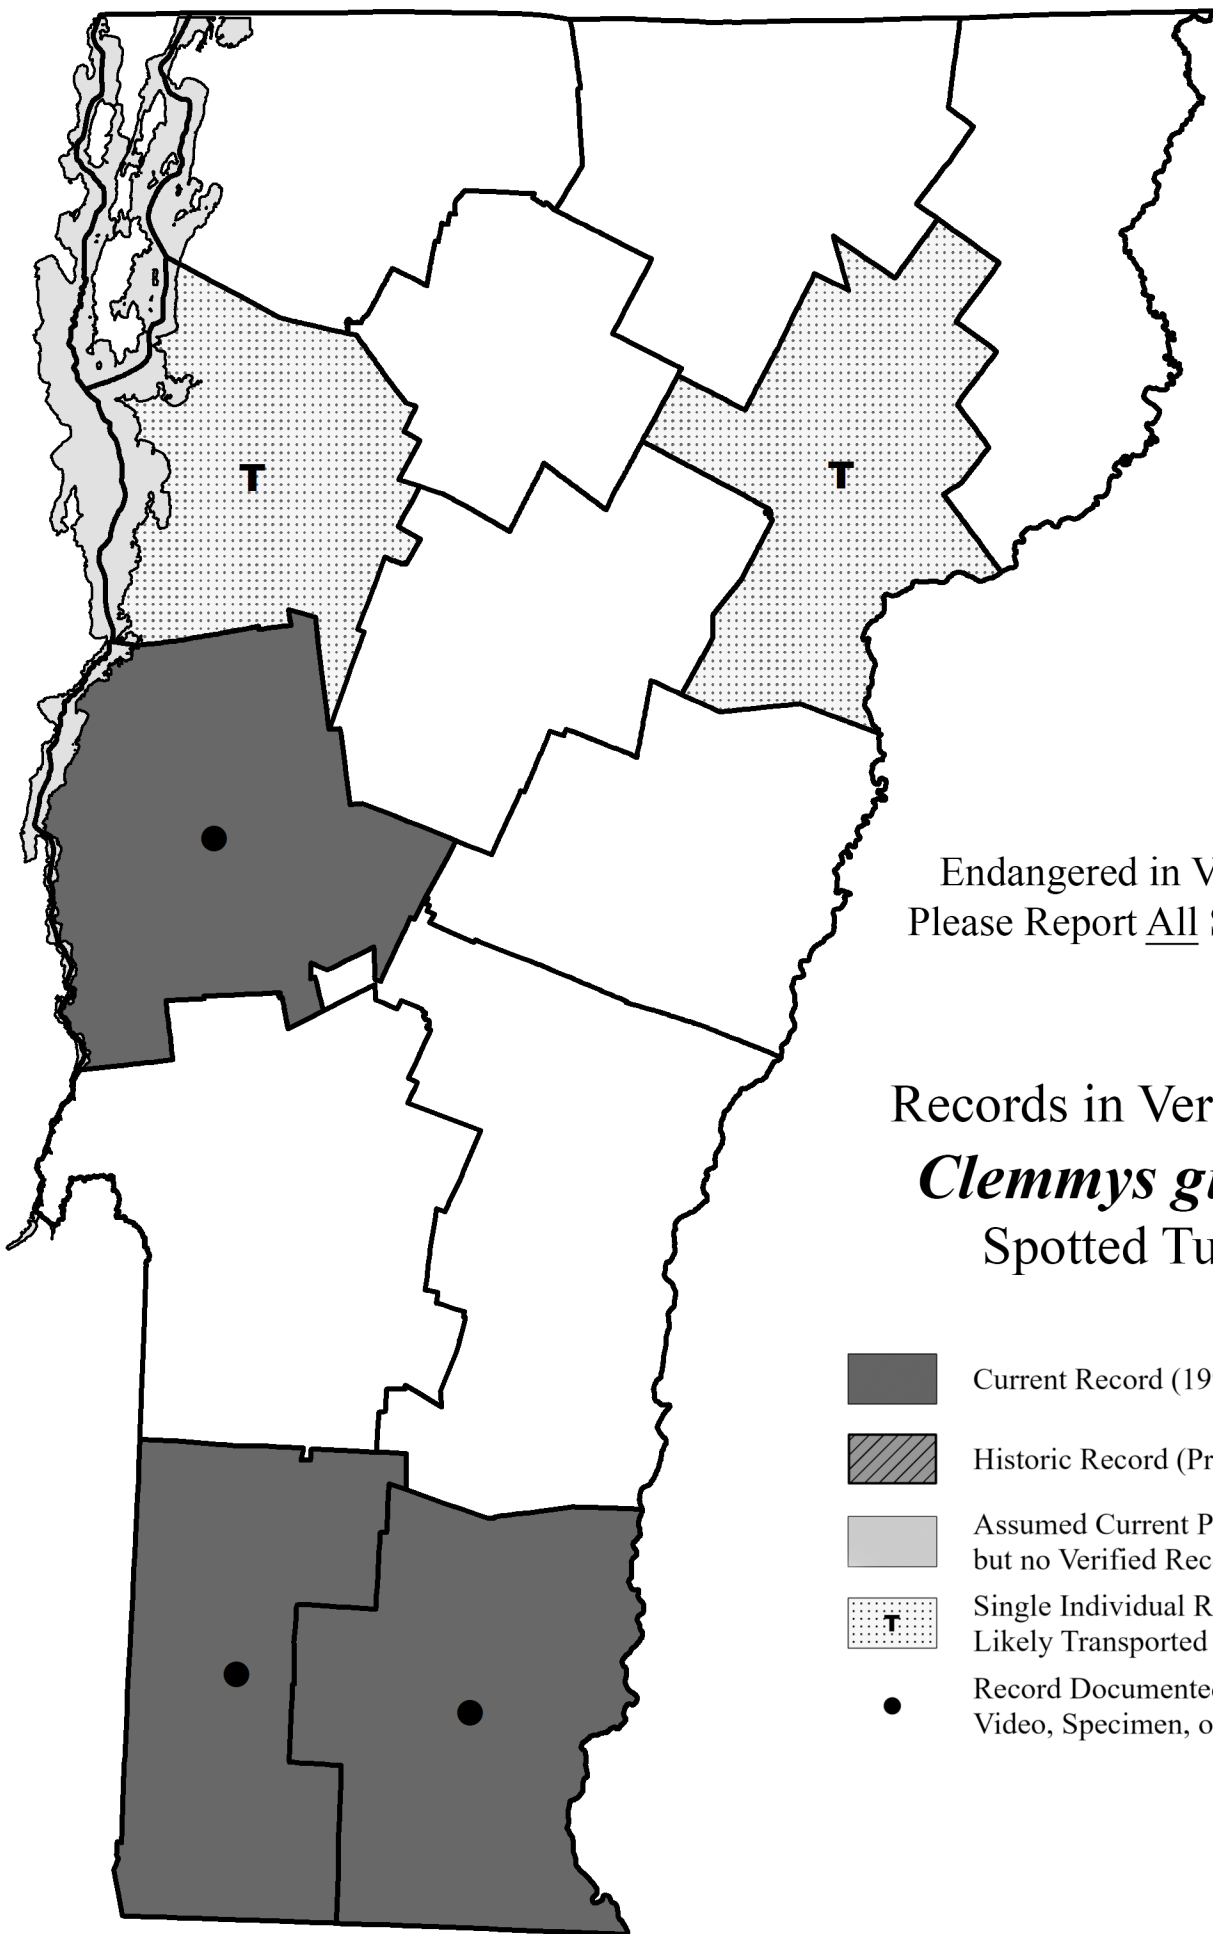 T
T
Endangered in V
Please Report All
Records in Ver
Clemmys g
Spotted Tu
Current Record (19
Historic Record (Pr
Assumed Current P
but no Verified Rec
Single Individual R
T
Likely Transported
Record Documente
Video, Specimen, o